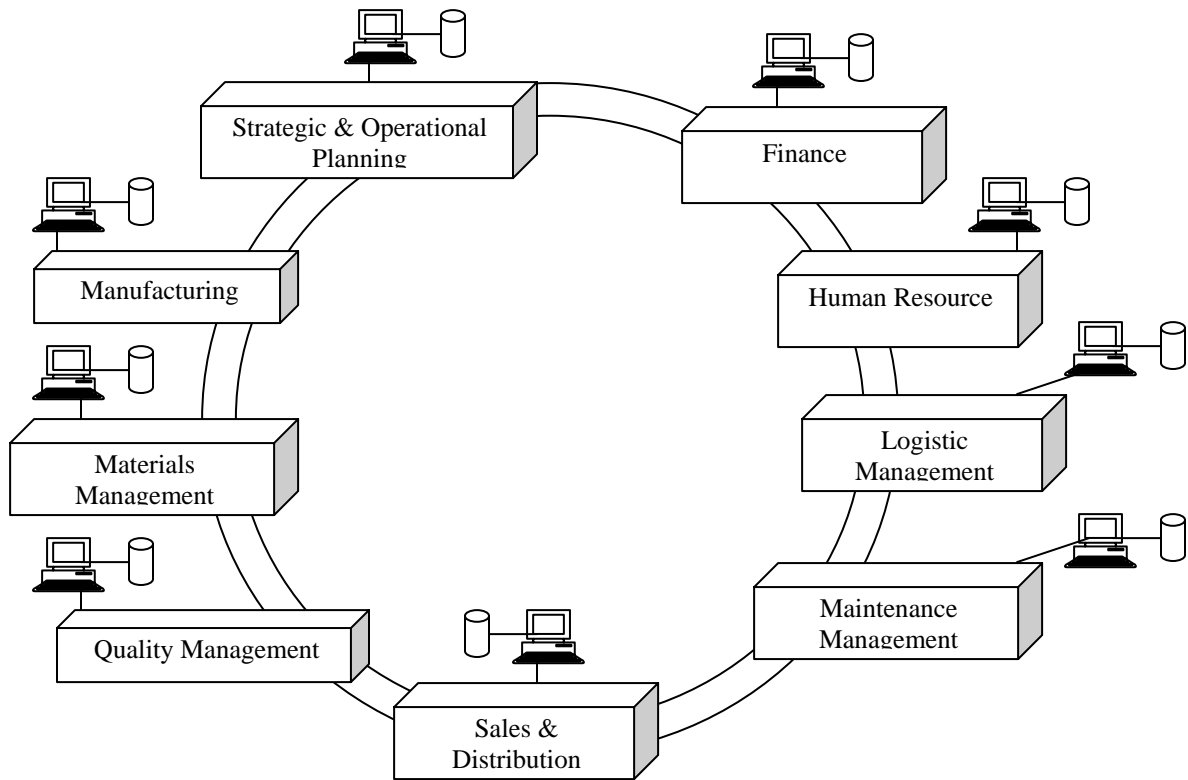 Strategic & Operational
Planning
Finance
Manufacturing
Human Resource
Materials
Management
Logistic
Management
Quality Management
Maintenance
Management
Sales &
Distribution